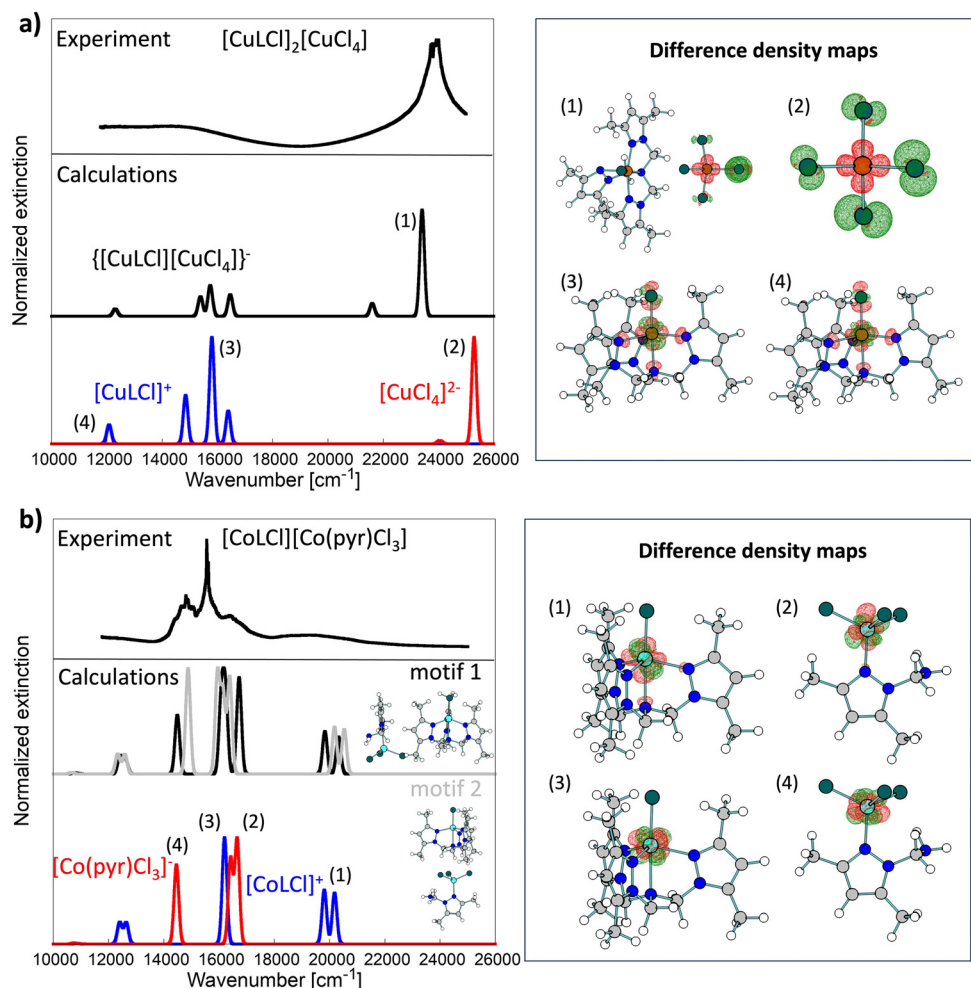 a)
Experiment [CuLCl]₂[CuCl₄]
Calculations
(1)
{[CuLCl][CuCl₄]}⁻
(3)
(2)
[CuLCl]⁺
[CuCl₄]²⁻
(4)
10000 12000 14000 16000 18000 20000 22000 24000 26000
Wavenumber [cm⁻¹]
Normalized extinction
Difference density maps
(1) (2)
(3) (4)
b)
Experiment [CoLCl][Co(pyr)Cl₃]
Calculations
motif 1
motif 2
(3) (2)
(4)
[Co(pyr)Cl₃]⁻
[CoLCl]⁺ (1)
10000 12000 14000 16000 18000 20000 22000 24000 26000
Wavenumber [cm⁻¹]
Normalized extinction
Difference density maps
(1) (2)
(3) (4)